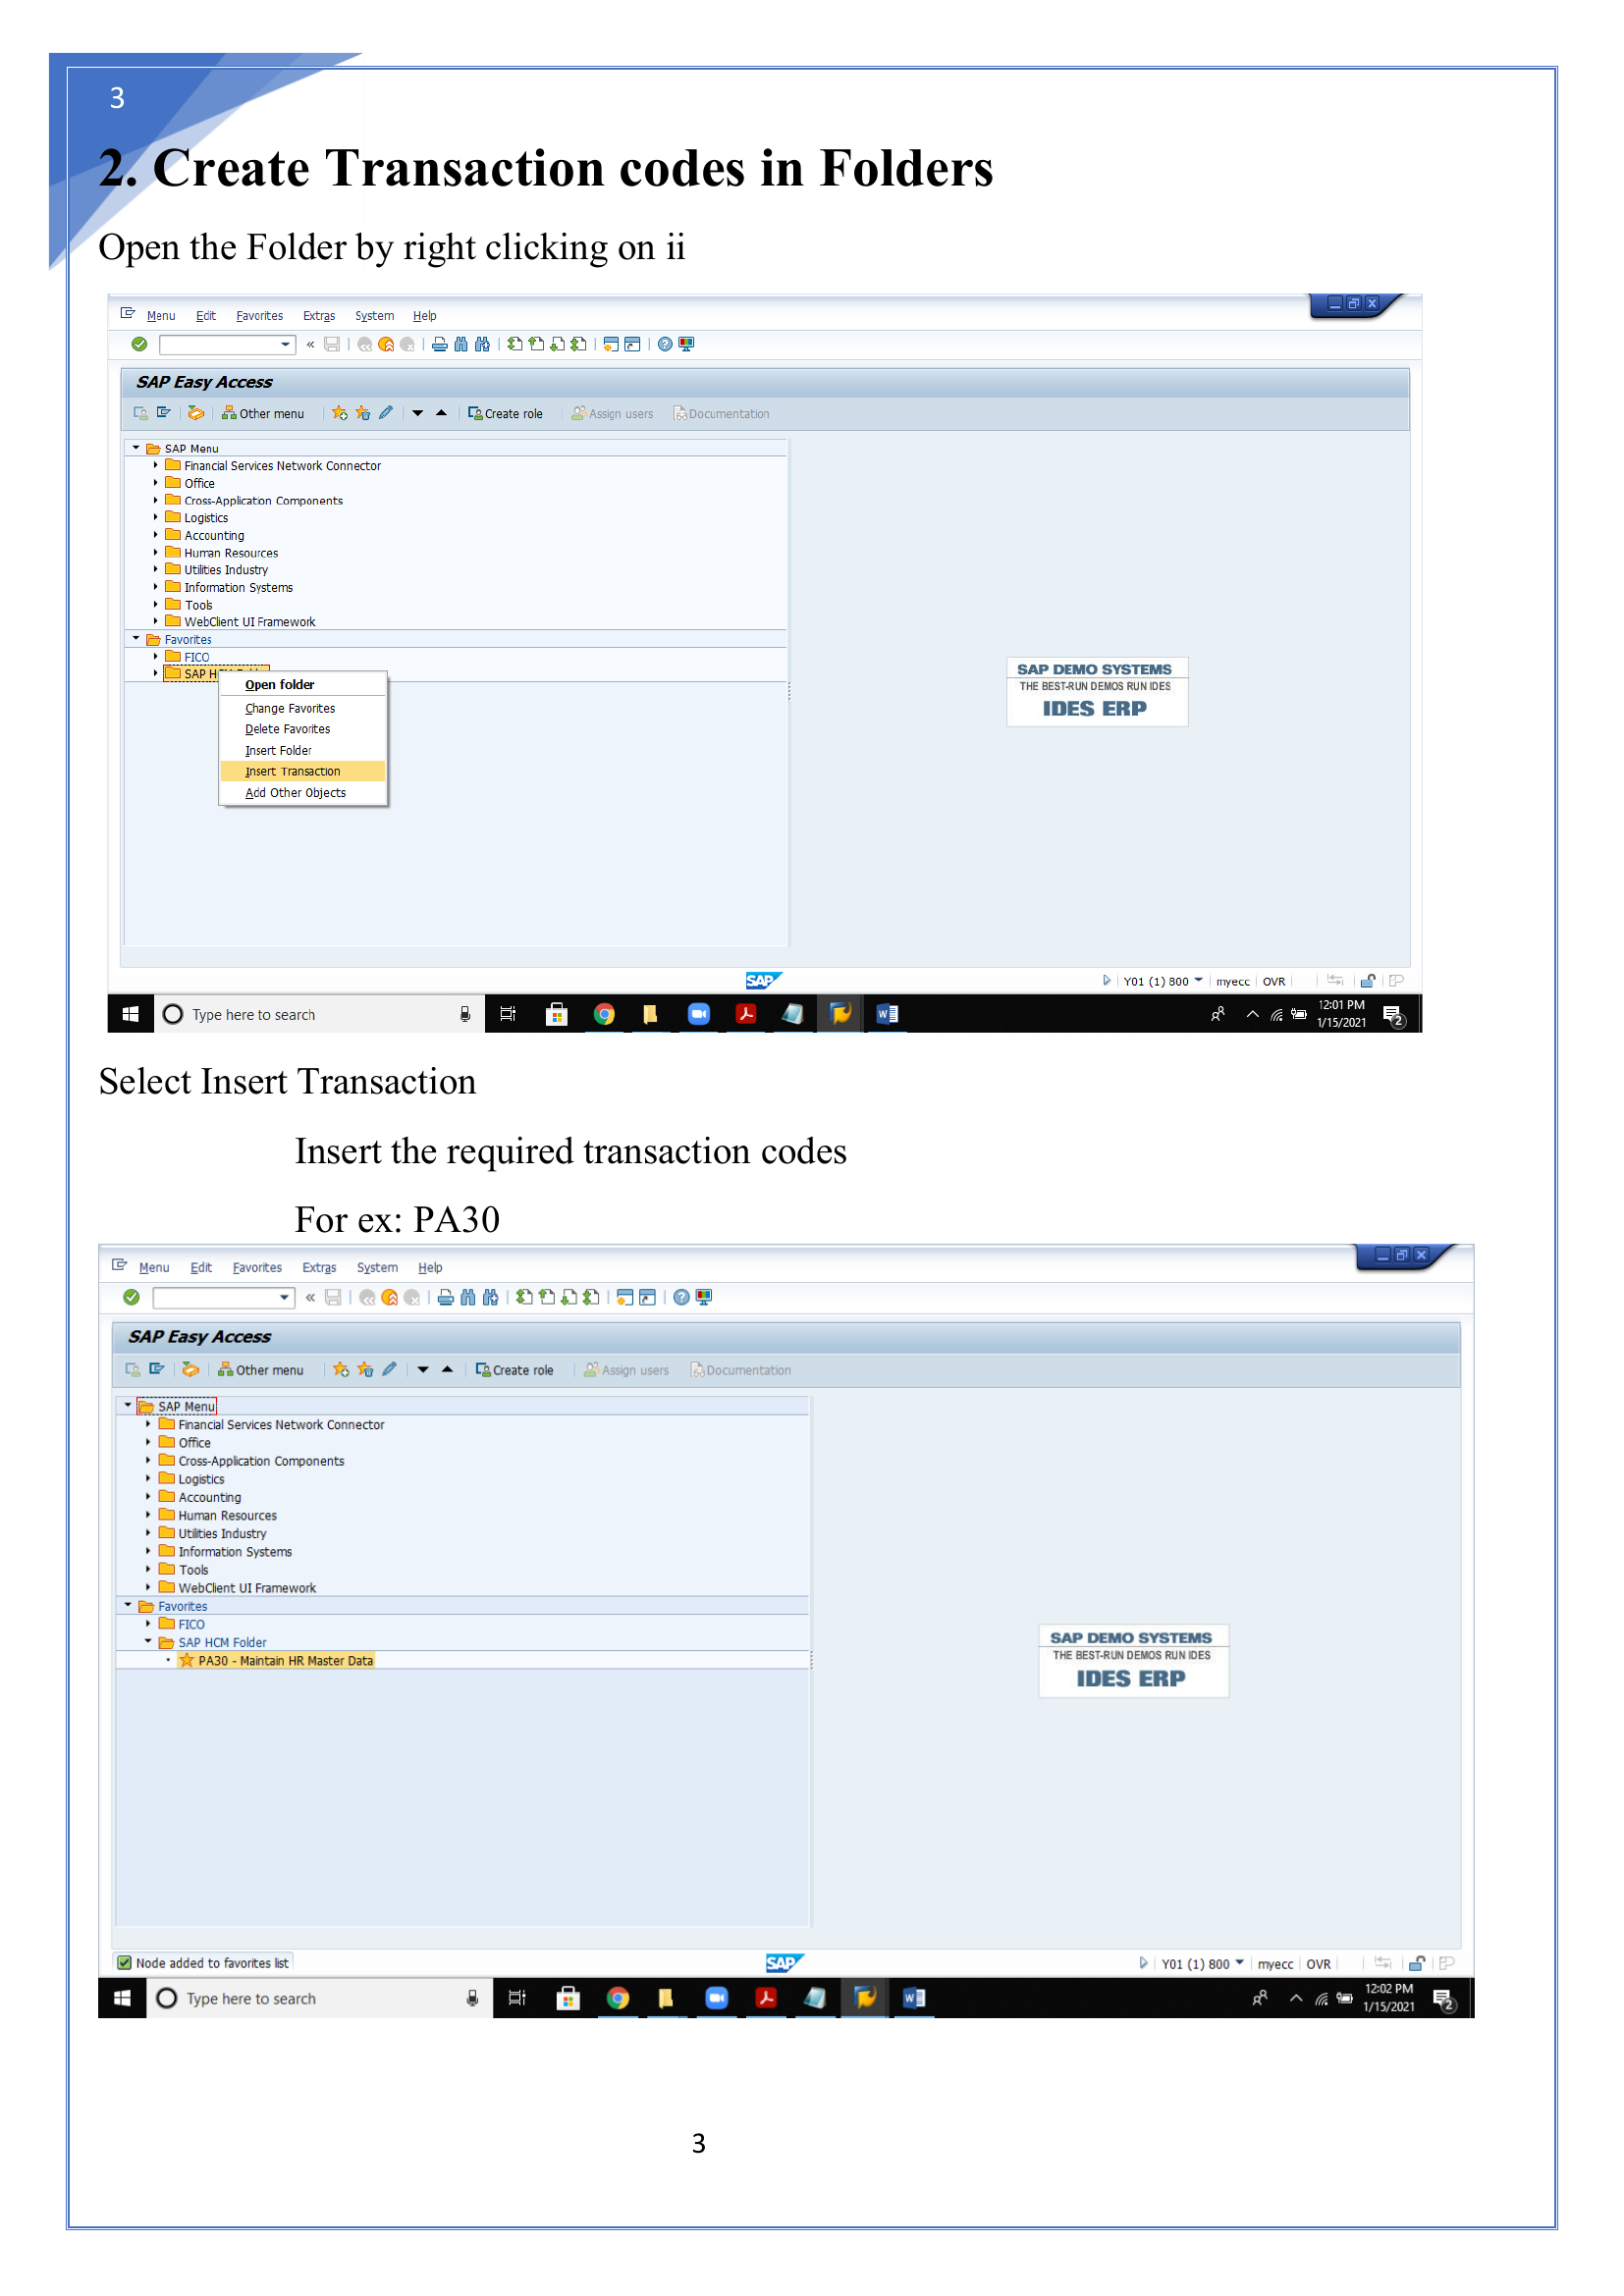 3
2. Create Transaction codes in Folders
Open the Folder by right clicking on ii
Menu Edit Favorites Extras System Help
SAP Easy Access
Other menu Create role Assign users Documentation
SAP Menu
Financial Services Network Connector
Office
Cross-Application Components
Logistics
Accounting
Human Resources
Utilities Industry
Information Systems
Tools
WebClient UI Framework
Favorites
FICO
SAP H
Open folder
Change Favorites
Delete Favorites
Insert Folder
Insert Transaction
Add Other Objects
SAP DEMO SYSTEMS
THE BEST-RUN DEMOS RUN IDES
IDES ERP
SAP Y01 (1) 800 myecc OVR
Type here to search 12:01 PM
1/15/2021 2
Select Insert Transaction
Insert the required transaction codes
For ex: PA30
Menu Edit Favorites Extras System Help
SAP Easy Access
Other menu Create role Assign users Documentation
SAP Menu
Financial Services Network Connector
Office
Cross-Application Components
Logistics
Accounting
Human Resources
Utilities Industry
Information Systems
Tools
WebClient UI Framework
Favorites
FICO
SAP HCM Folder
PA30 - Maintain HR Master Data
SAP DEMO SYSTEMS
THE BEST-RUN DEMOS RUN IDES
IDES ERP
Node added to favorites list SAP Y01 (1) 800 myecc OVR
Type here to search 12:02 PM
1/15/2021 2
3